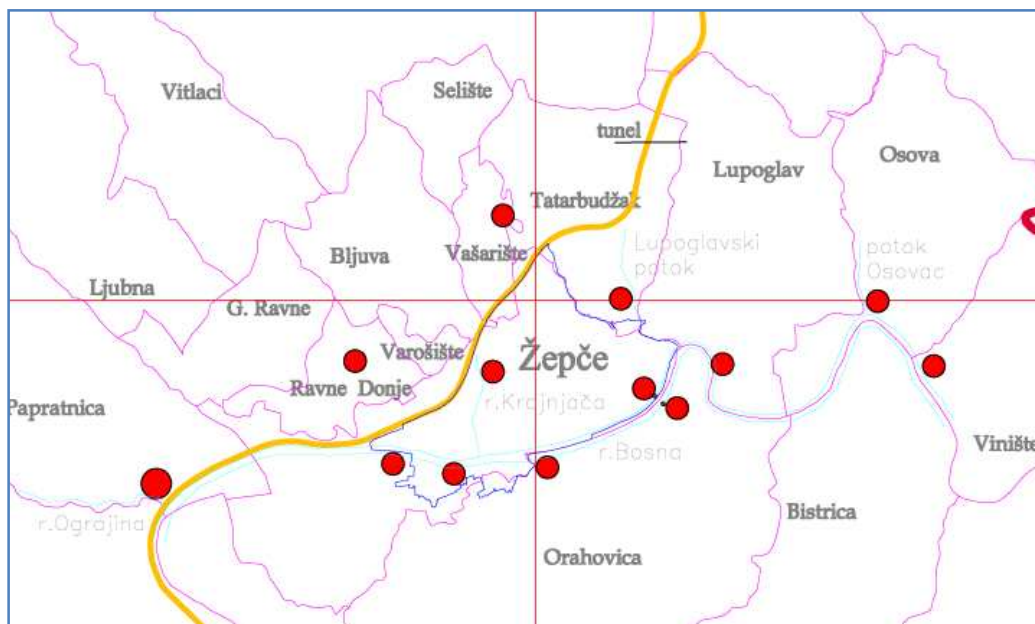 Vitlaci
Selište
tunel
Osova
Lupoglav
Tatarbudžak
Lupoglavski
potok
potok
Osovac
Bljuva
Vašarište
Ljubna
G. Ravne
Varošište
Žepče
Ravne Donje
r.Krajnjača
Papratnica
r.Bosna
Vinište
Bistrica
r.Ograjina
Orahovica